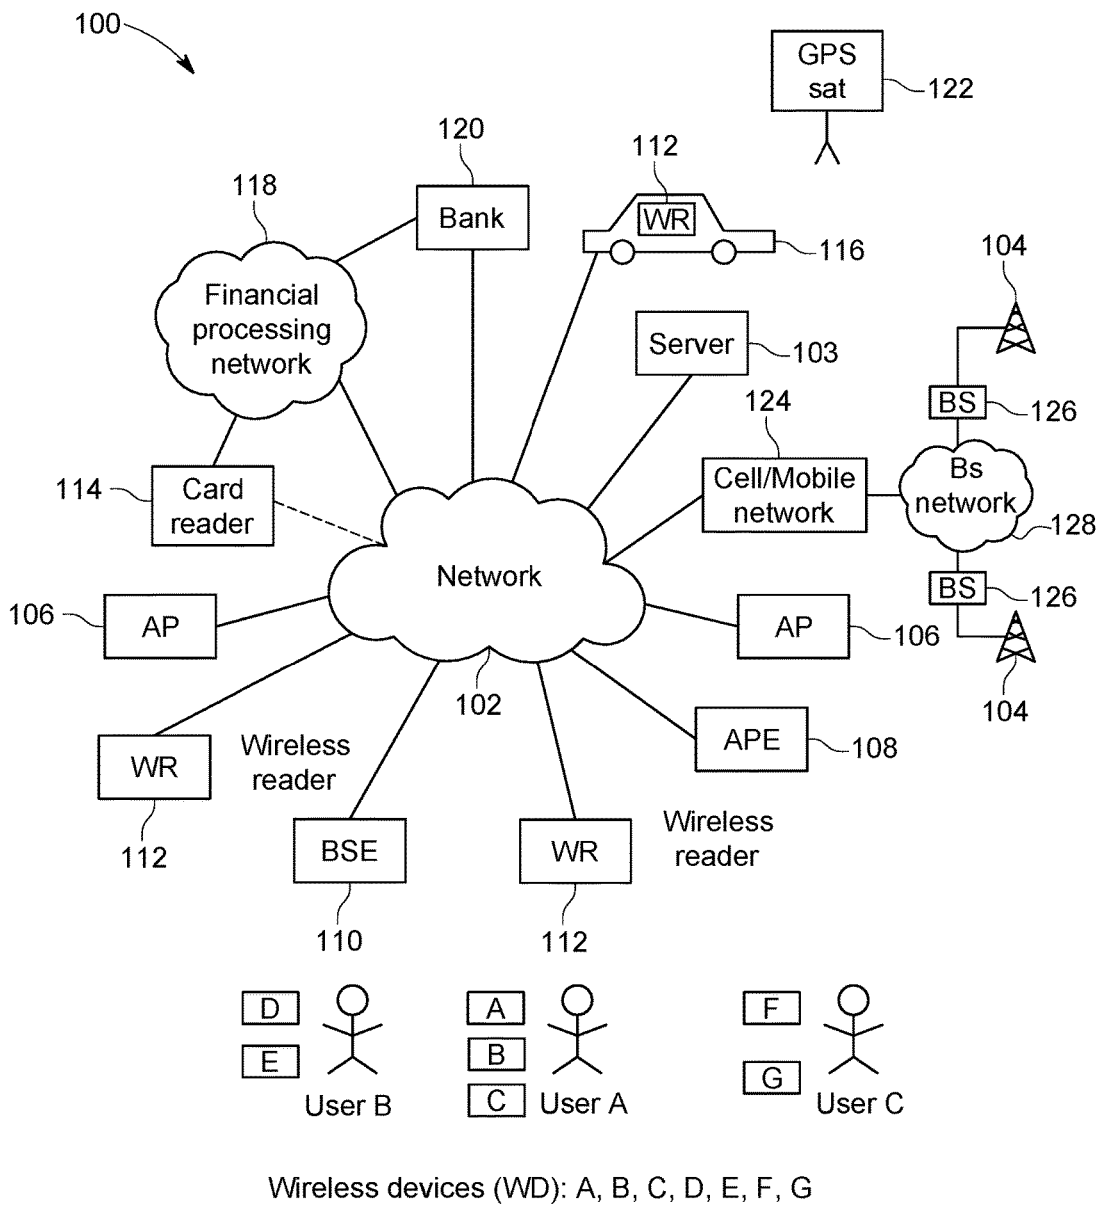 100
GPS
sat
122
120
112
118
Bank
WR
116
104
Financial
processing
network
Server
103
BS
126
124
114
Card
reader
Cell/Mobile
network
Bs
network
128
Network
BS
126
106
AP
AP
106
102
104
WR
Wireless
reader
APE
108
112
BSE
WR
Wireless
reader
110
112
D
A
F
E
B
G
C
User B
User A
User C
Wireless devices (WD): A, B, C, D, E, F, G